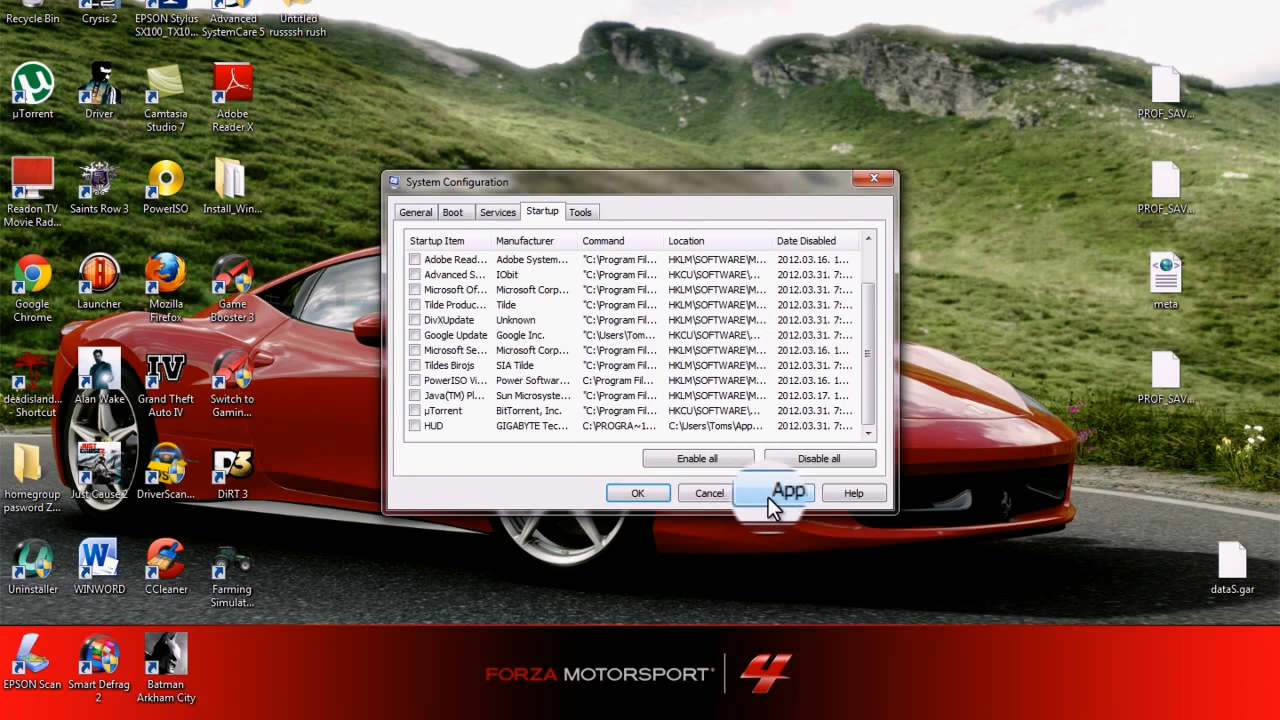 Recycle Bin
Crysis 2
EPSON Stylus
SX100_TX10...
Advanced
SystemCare 5
Untitled
russssh rush
µTorrent
Driver
Camtasia
Studio 7
Adobe
Reader X
PROF_SAV...
Readon TV
Movie Rad...
Saints Row 3
PowerISO
Install_Win...
PROF_SAV...
Google
Chrome
Launcher
Mozilla
Firefox
Game
Booster 3
meta
deadisland...
- Shortcut
Alan Wake
IV
Grand Theft
Auto IV
Switch to
Gamin...
PROF_SAV...
homegroup
pasword Z...
JUST CAUSE 2
Just Cause 2
DriverScan...
D3
DiRT 3
Uninstaller
W
WINWORD
CCleaner
Farming
Simulat...
dataS.gar
EPSON Scan
Smart Defrag
2
Batman
Arkham City
System Configuration
General Boot Services Startup Tools
Startup Item Manufacturer Command Location Date Disabled
Adobe Read... Adobe System... "C:\Program Fil... HKLM\SOFTWARE\M... 2012.03.16. 1...
Advanced S... IObit "C:\Program Fil... HKCU\SOFTWARE\... 2012.03.31. 7:...
Microsoft Of... Microsoft Corp... "C:\Program Fil... HKLM\SOFTWARE\M... 2012.03.31. 7:...
Tilde Produc... Tilde "C:\Program Fil... HKLM\SOFTWARE\M... 2012.03.31. 7:...
DivXUpdate Unknown "C:\Program Fil... HKLM\SOFTWARE\M... 2012.03.31. 7:...
Google Update Google Inc. "C:\Users\Tom... HKCU\SOFTWARE\... 2012.03.31. 7:...
Microsoft Se... Microsoft Corp... "C:\Program Fil... HKLM\SOFTWARE\M... 2012.03.16. 1...
Tildes Birojs SIA Tilde "C:\Program Fil... HKLM\SOFTWARE\M... 2012.03.31. 7:...
PowerISO Vi... Power Softwar... C:\Program Fil... HKLM\SOFTWARE\M... 2012.03.16. 1...
Java(TM) Pl... Sun Microsyste... "C:\Program Fil... HKLM\SOFTWARE\M... 2012.03.17. 1...
µTorrent BitTorrent, Inc. "C:\Program Fil... HKCU\SOFTWARE\... 2012.03.31. 7:...
HUD GIGABYTE Tec... C:\PROGRA~1... C:\Users\Toms\App... 2012.03.31. 7:...
Enable all Disable all
OK Cancel App Help
FORZA MOTORSPORT 4